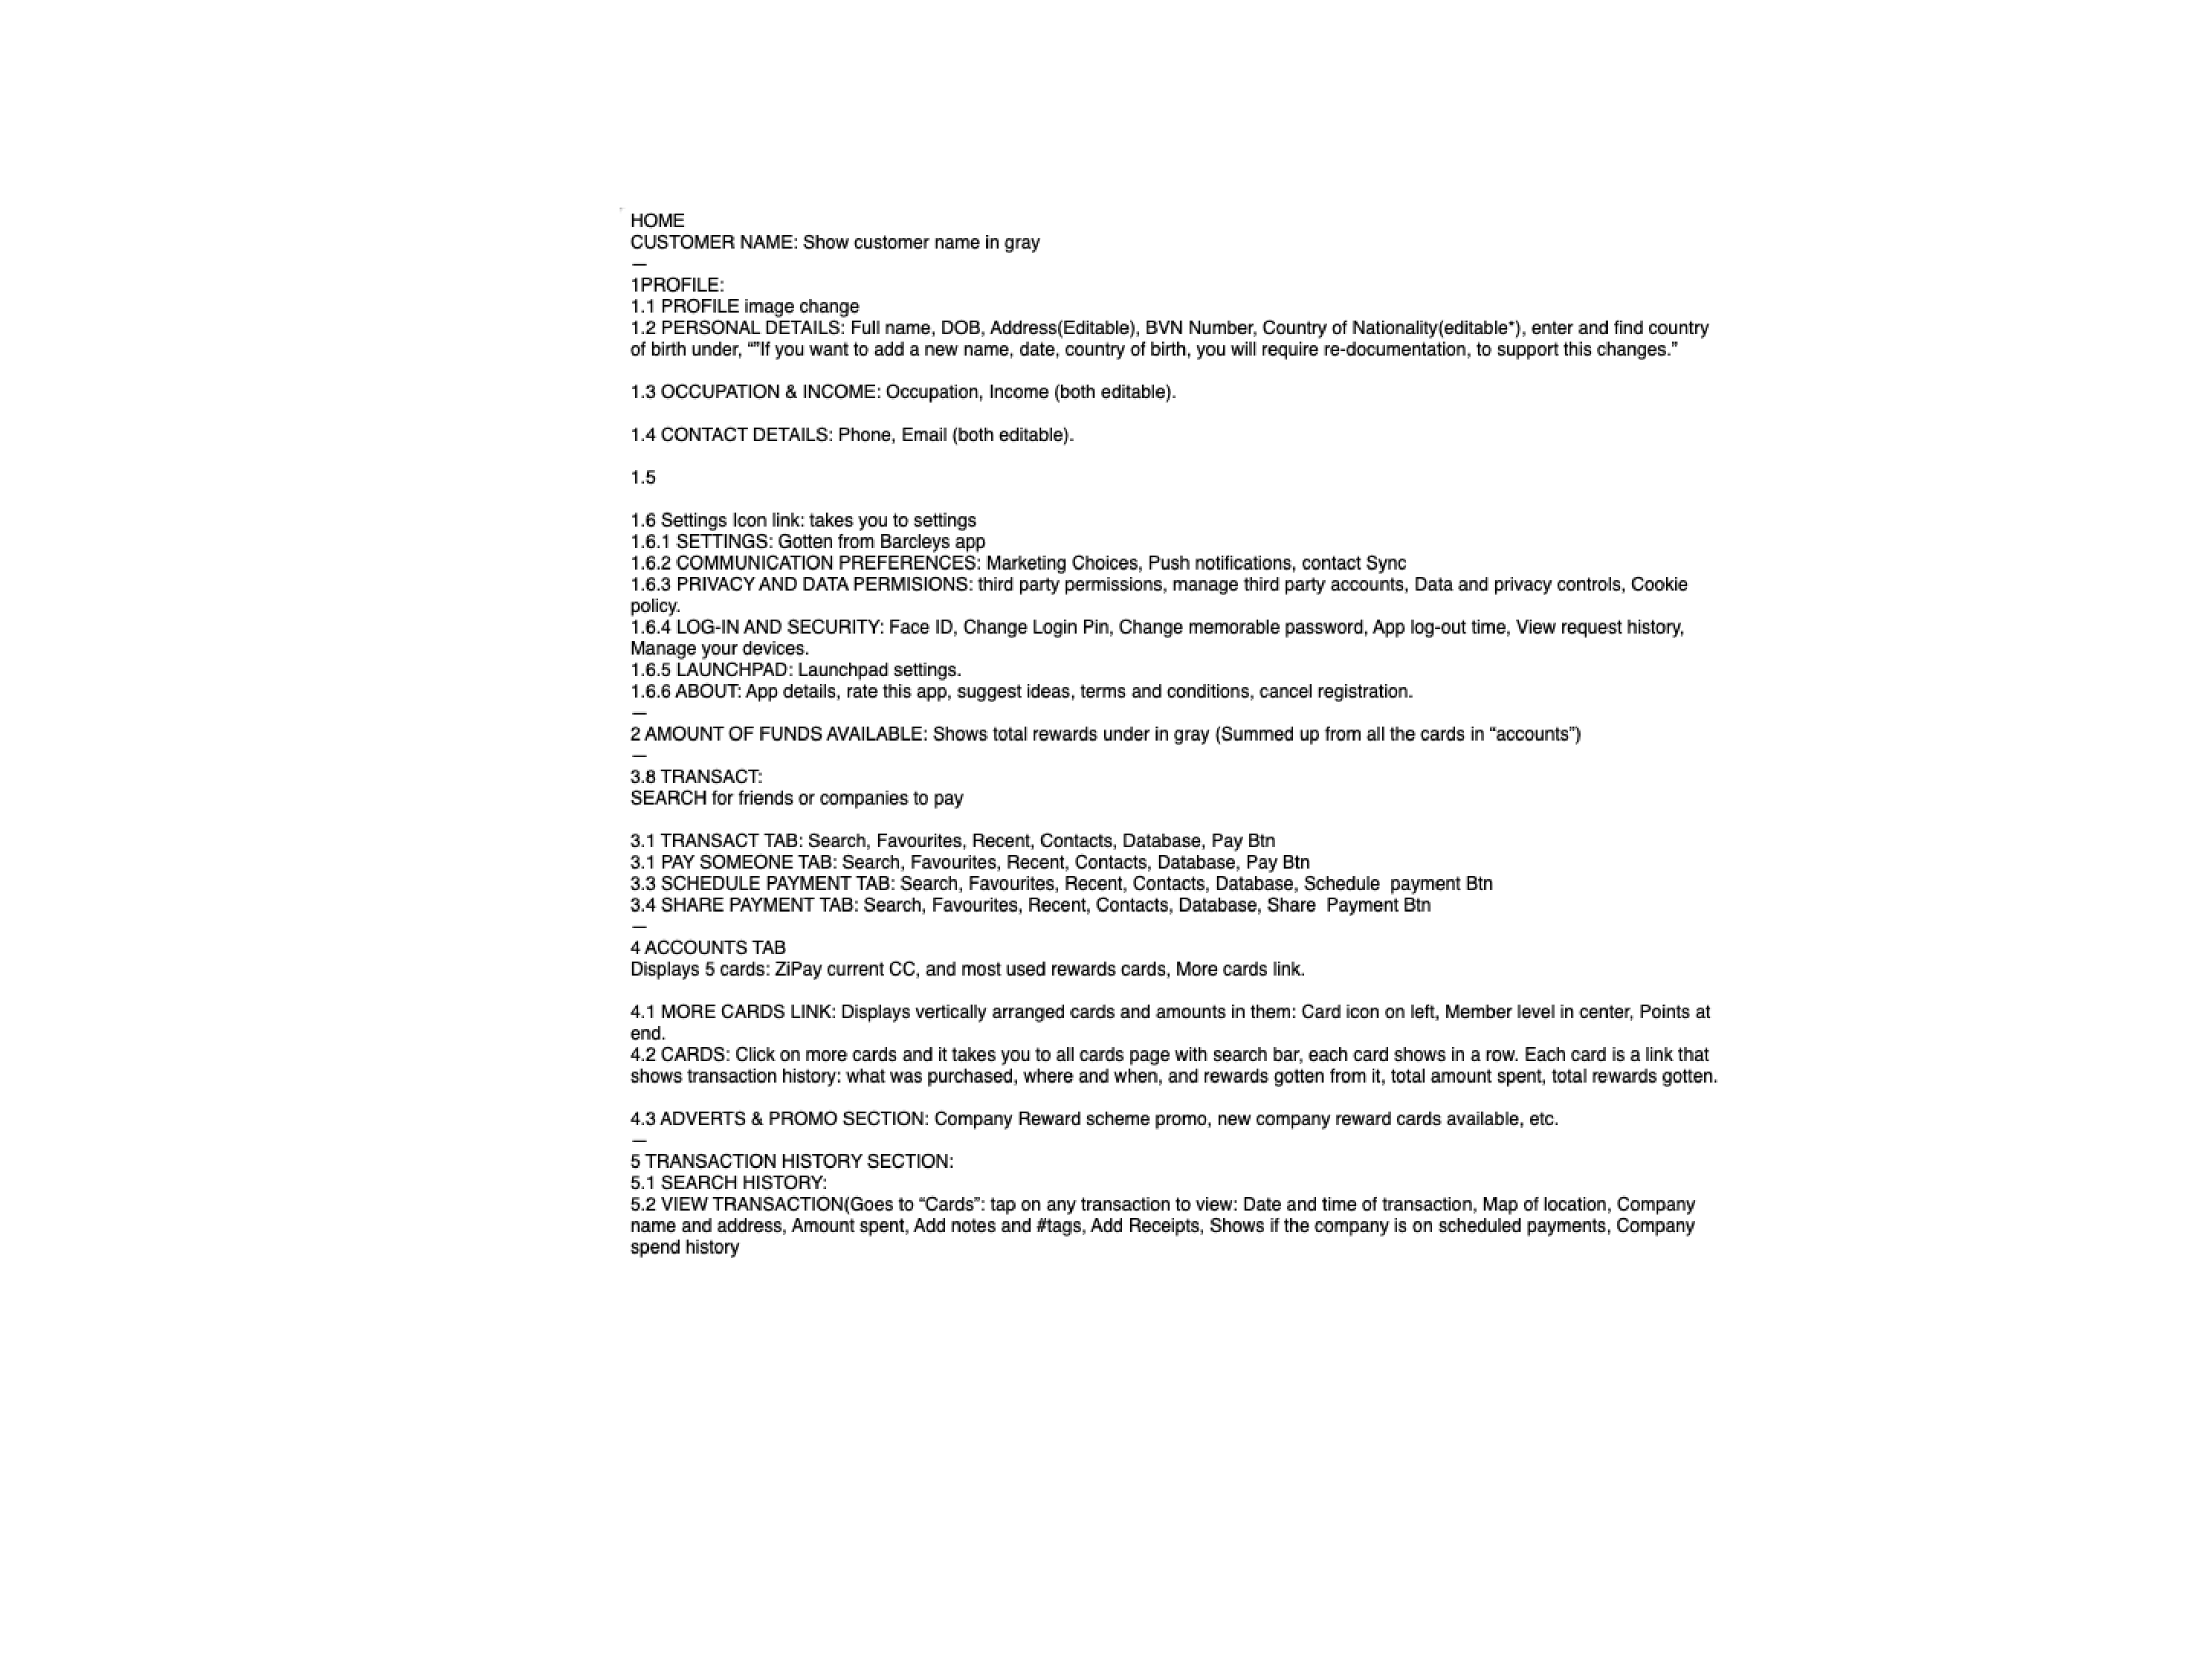 HOME
CUSTOMER NAME: Show customer name in gray
—
1PROFILE:
1.1 PROFILE image change
1.2 PERSONAL DETAILS: Full name, DOB, Address(Editable), BVN Number, Country of Nationality(editable*), enter and find country
of birth under, “”If you want to add a new name, date, country of birth, you will require re-documentation, to support this changes.”
1.3 OCCUPATION & INCOME: Occupation, Income (both editable).
1.4 CONTACT DETAILS: Phone, Email (both editable).
1.5
1.6 Settings Icon link: takes you to settings
1.6.1 SETTINGS: Gotten from Barcleys app
1.6.2 COMMUNICATION PREFERENCES: Marketing Choices, Push notifications, contact Sync
1.6.3 PRIVACY AND DATA PERMISIONS: third party permissions, manage third party accounts, Data and privacy controls, Cookie
policy.
1.6.4 LOG-IN AND SECURITY: Face ID, Change Login Pin, Change memorable password, App log-out time, View request history,
Manage your devices.
1.6.5 LAUNCHPAD: Launchpad settings.
1.6.6 ABOUT: App details, rate this app, suggest ideas, terms and conditions, cancel registration.
—
2 AMOUNT OF FUNDS AVAILABLE: Shows total rewards under in gray (Summed up from all the cards in “accounts”)
—
3.8 TRANSACT:
SEARCH for friends or companies to pay
3.1 TRANSACT TAB: Search, Favourites, Recent, Contacts, Database, Pay Btn
3.1 PAY SOMEONE TAB: Search, Favourites, Recent, Contacts, Database, Pay Btn
3.3 SCHEDULE PAYMENT TAB: Search, Favourites, Recent, Contacts, Database, Schedule  payment Btn
3.4 SHARE PAYMENT TAB: Search, Favourites, Recent, Contacts, Database, Share  Payment Btn
—
4 ACCOUNTS TAB
Displays 5 cards: ZiPay current CC, and most used rewards cards, More cards link.
4.1 MORE CARDS LINK: Displays vertically arranged cards and amounts in them: Card icon on left, Member level in center, Points at
end.
4.2 CARDS: Click on more cards and it takes you to all cards page with search bar, each card shows in a row. Each card is a link that
shows transaction history: what was purchased, where and when, and rewards gotten from it, total amount spent, total rewards gotten.
4.3 ADVERTS & PROMO SECTION: Company Reward scheme promo, new company reward cards available, etc.
—
5 TRANSACTION HISTORY SECTION:
5.1 SEARCH HISTORY:
5.2 VIEW TRANSACTION(Goes to “Cards”: tap on any transaction to view: Date and time of transaction, Map of location, Company
name and address, Amount spent, Add notes and #tags, Add Receipts, Shows if the company is on scheduled payments, Company
spend history